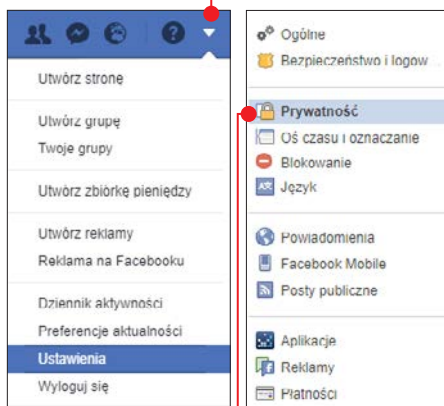 Utwórz stronę
Utwórz grupę
Twoje grupy
Utwórz zbiórkę pieniędzy
Utwórz reklamy
Reklama na Facebooku
Dziennik aktywności
Preferencje aktualności
Ustawienia
Wyloguj się
Ogólne
Bezpieczeństwo i logow...
Prywatność
Oś czasu i oznaczanie
Blokowanie
Język
Powiadomienia
Facebook Mobile
Posty publiczne
Aplikacje
Reklamy
Płatności